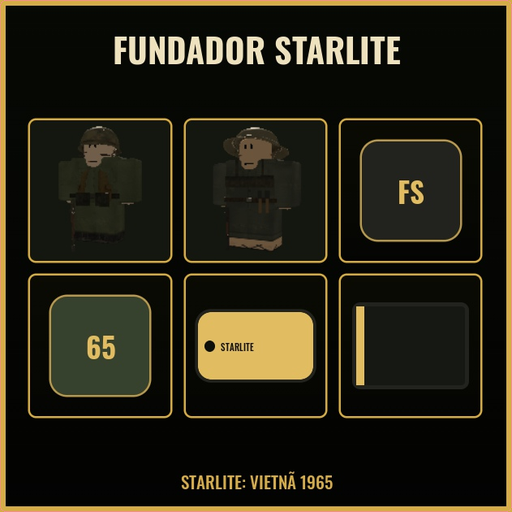 FUNDADOR STARLITE
FS
65
STARLITE
STARLITE: VIETNÃ 1965